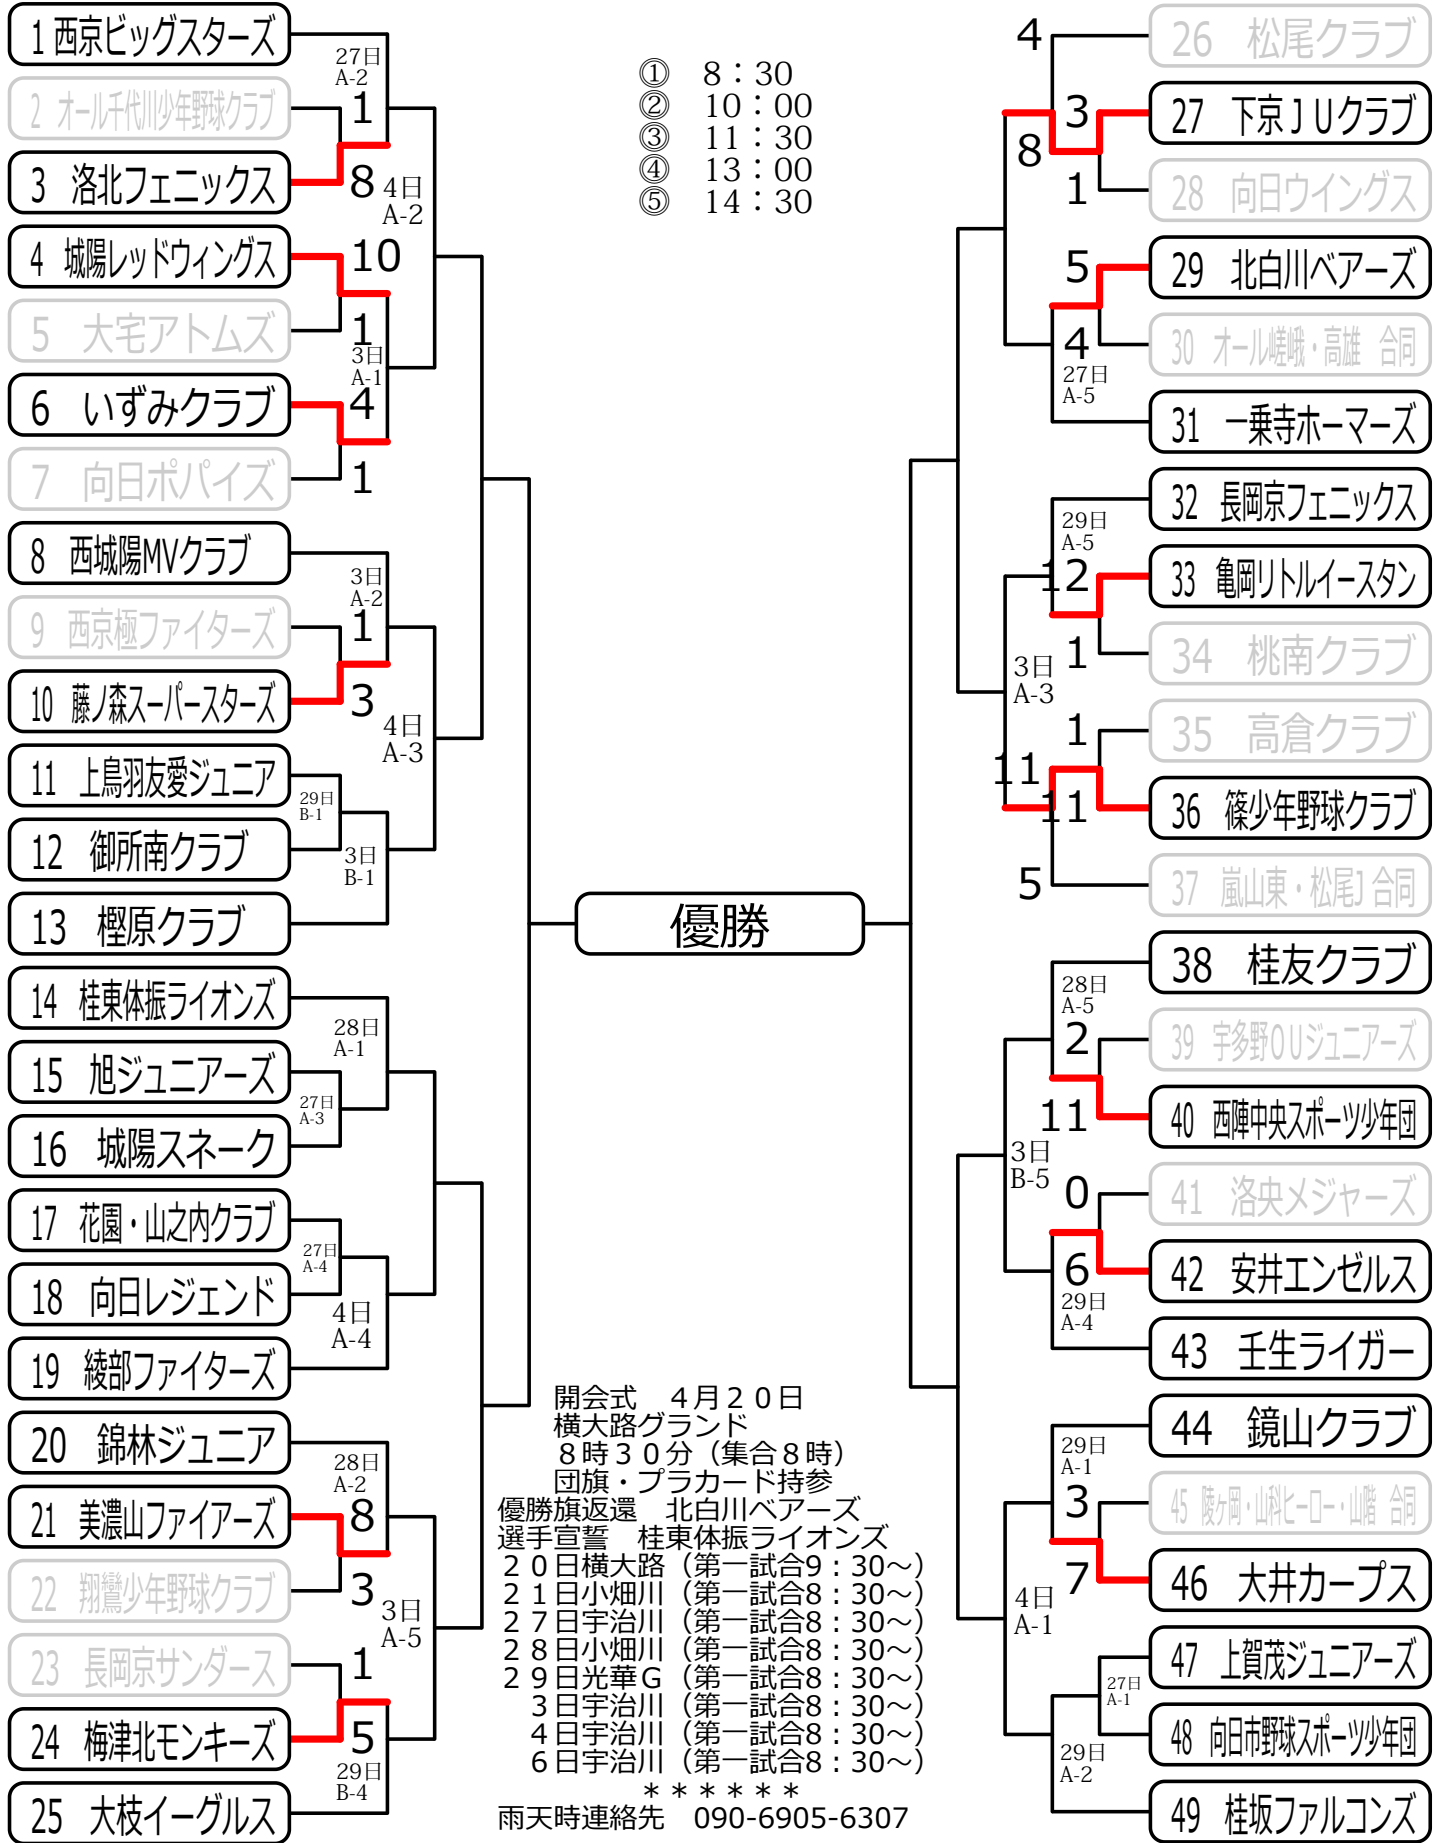 1 西京ビッグスターズ
27日
A-2
2 オール千代川少年野球クラブ
1
3 洛北フェニックス
8
4日
A-2
4 城陽レッドウィングス
10
5 大宅アトムズ
1
3日
A-1
6 いずみクラブ
4
7 向日ポパイズ
1
8 西城陽MVクラブ
3日
A-2
9 西京極ファイターズ
1
10 藤ノ森スーパースターズ
3
4日
A-3
11 上鳥羽友愛ジュニア
29日
B-1
12 御所南クラブ
3日
B-1
13 樫原クラブ
14 桂東体振ライオンズ
28日
A-1
15 旭ジュニアーズ
27日
A-3
16 城陽スネーク
17 花園・山之内クラブ
27日
A-4
18 向日レジェンド
4日
A-4
19 綾部ファイターズ
20 錦林ジュニア
28日
A-2
21 美濃山ファイアーズ
8
22 翔鸞少年野球クラブ
3
3日
A-5
23 長岡京サンダース
1
24 梅津北モンキーズ
5
29日
B-4
25 大枝イーグルス
① 8：30
② 10：00
③ 11：30
④ 13：00
⑤ 14：30
優勝
開会式 ４月２０日
横大路グランド
８時３０分（集合８時）
団旗・プラカード持参
優勝旗返還 北白川ベアーズ
選手宣誓 桂東体振ライオンズ
２０日横大路（第一試合9：30～）
２１日小畑川（第一試合8：30～）
２７日宇治川（第一試合8：30～）
２８日小畑川（第一試合8：30～）
２９日光華Ｇ（第一試合8：30～）
３日宇治川（第一試合8：30～）
４日宇治川（第一試合8：30～）
６日宇治川（第一試合8：30～）
＊＊＊＊＊＊
雨天時連絡先 090-6905-6307
4
26 松尾クラブ
3
27 下京ＪＵクラブ
8
1
28 向日ウイングス
5
29 北白川ベアーズ
4
27日
A-5
30 オール嵯峨・高雄 合同
31 一乗寺ホーマーズ
32 長岡京フェニックス
29日
A-5
12
33 亀岡リトルイースタン
1
34 桃南クラブ
3日
A-3
1
35 高倉クラブ
11
11
36 篠少年野球クラブ
5
37 嵐山東・松尾J 合同
38 桂友クラブ
28日
A-5
2
39 宇多野ＯＵジュニアーズ
11
40 西陣中央スポーツ少年団
3日
B-5
0
41 洛央メジャーズ
6
42 安井エンゼルス
29日
A-4
43 壬生ライガー
44 鏡山クラブ
29日
A-1
3
45 陵ヶ岡・山科ヒーロー・山階 合同
7
46 大井カープス
4日
A-1
47 上賀茂ジュニアーズ
27日
A-1
48 向日市野球スポーツ少年団
29日
A-2
49 桂坂ファルコンズ